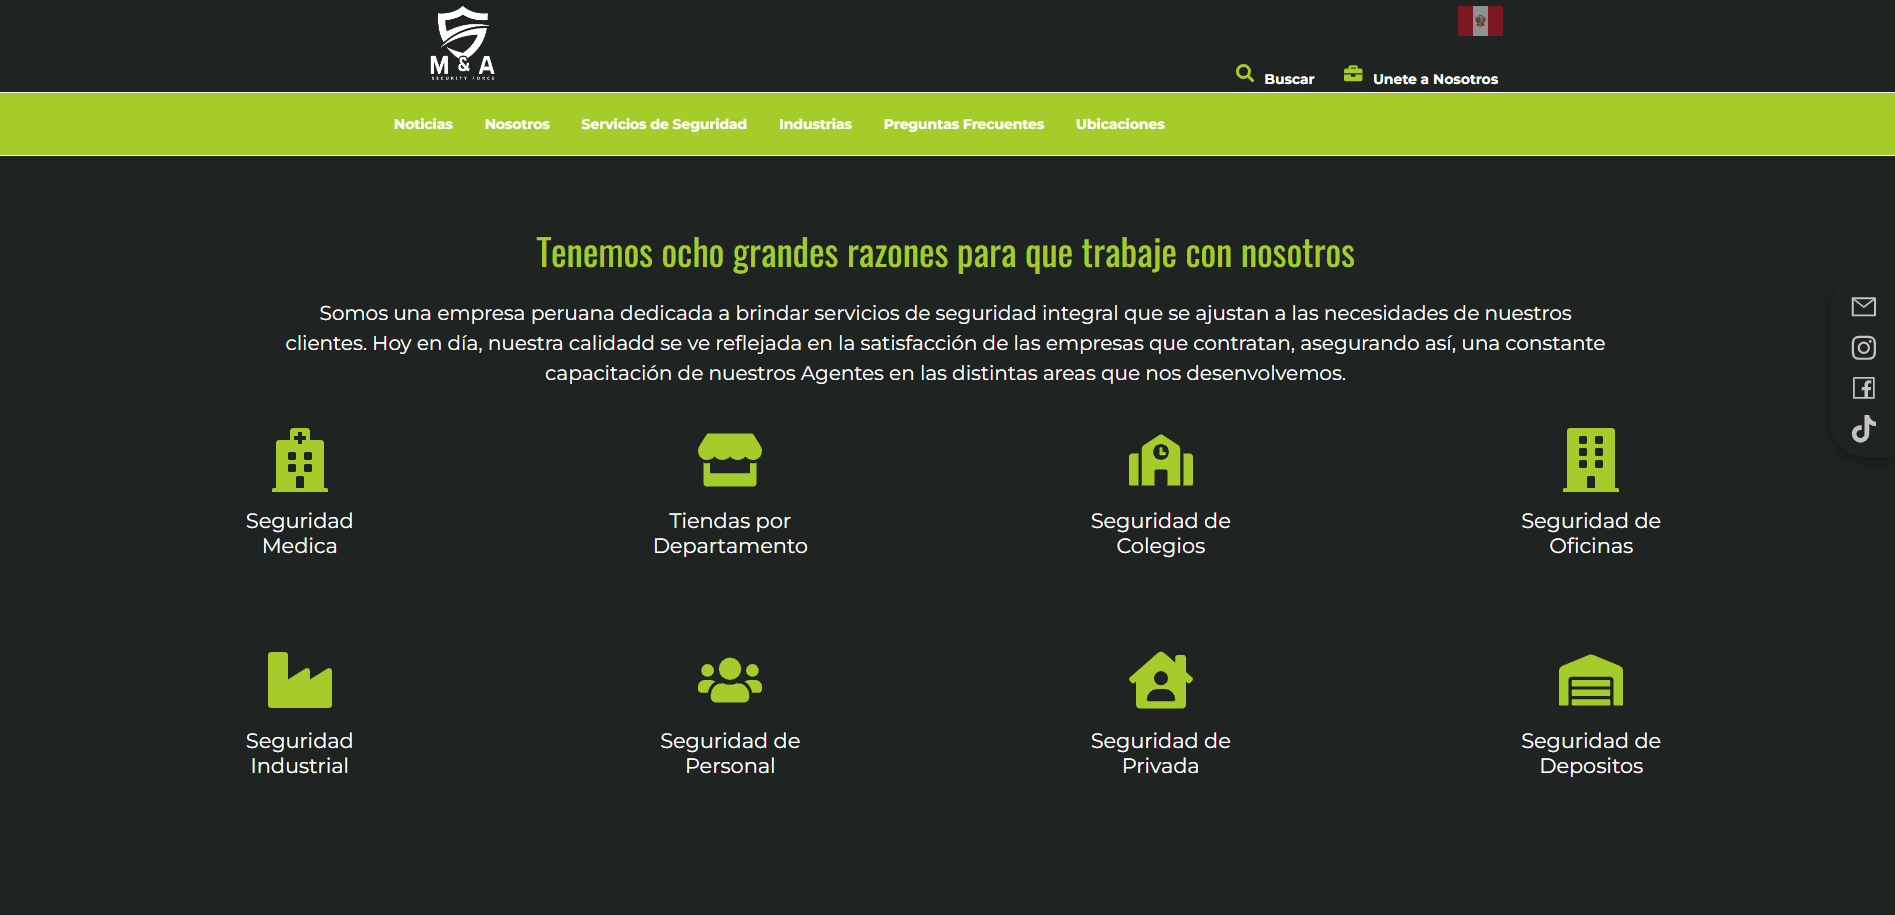 M & A
SECURITY FORCE
Buscar
Unete a Nosotros
Noticias
Nosotros
Servicios de Seguridad
Industrias
Preguntas Frecuentes
Ubicaciones
Tenemos ocho grandes razones para que trabaje con nosotros
Somos una empresa peruana dedicada a brindar servicios de seguridad integral que se ajustan a las necesidades de nuestros
clientes. Hoy en día, nuestra calidadd se ve reflejada en la satisfacción de las empresas que contratan, asegurando así, una constante
capacitación de nuestros Agentes en las distintas areas que nos desenvolvemos.
Seguridad
Medica
Tiendas por
Departamento
Seguridad de
Colegios
Seguridad de
Oficinas
Seguridad
Industrial
Seguridad de
Personal
Seguridad de
Privada
Seguridad de
Depositos